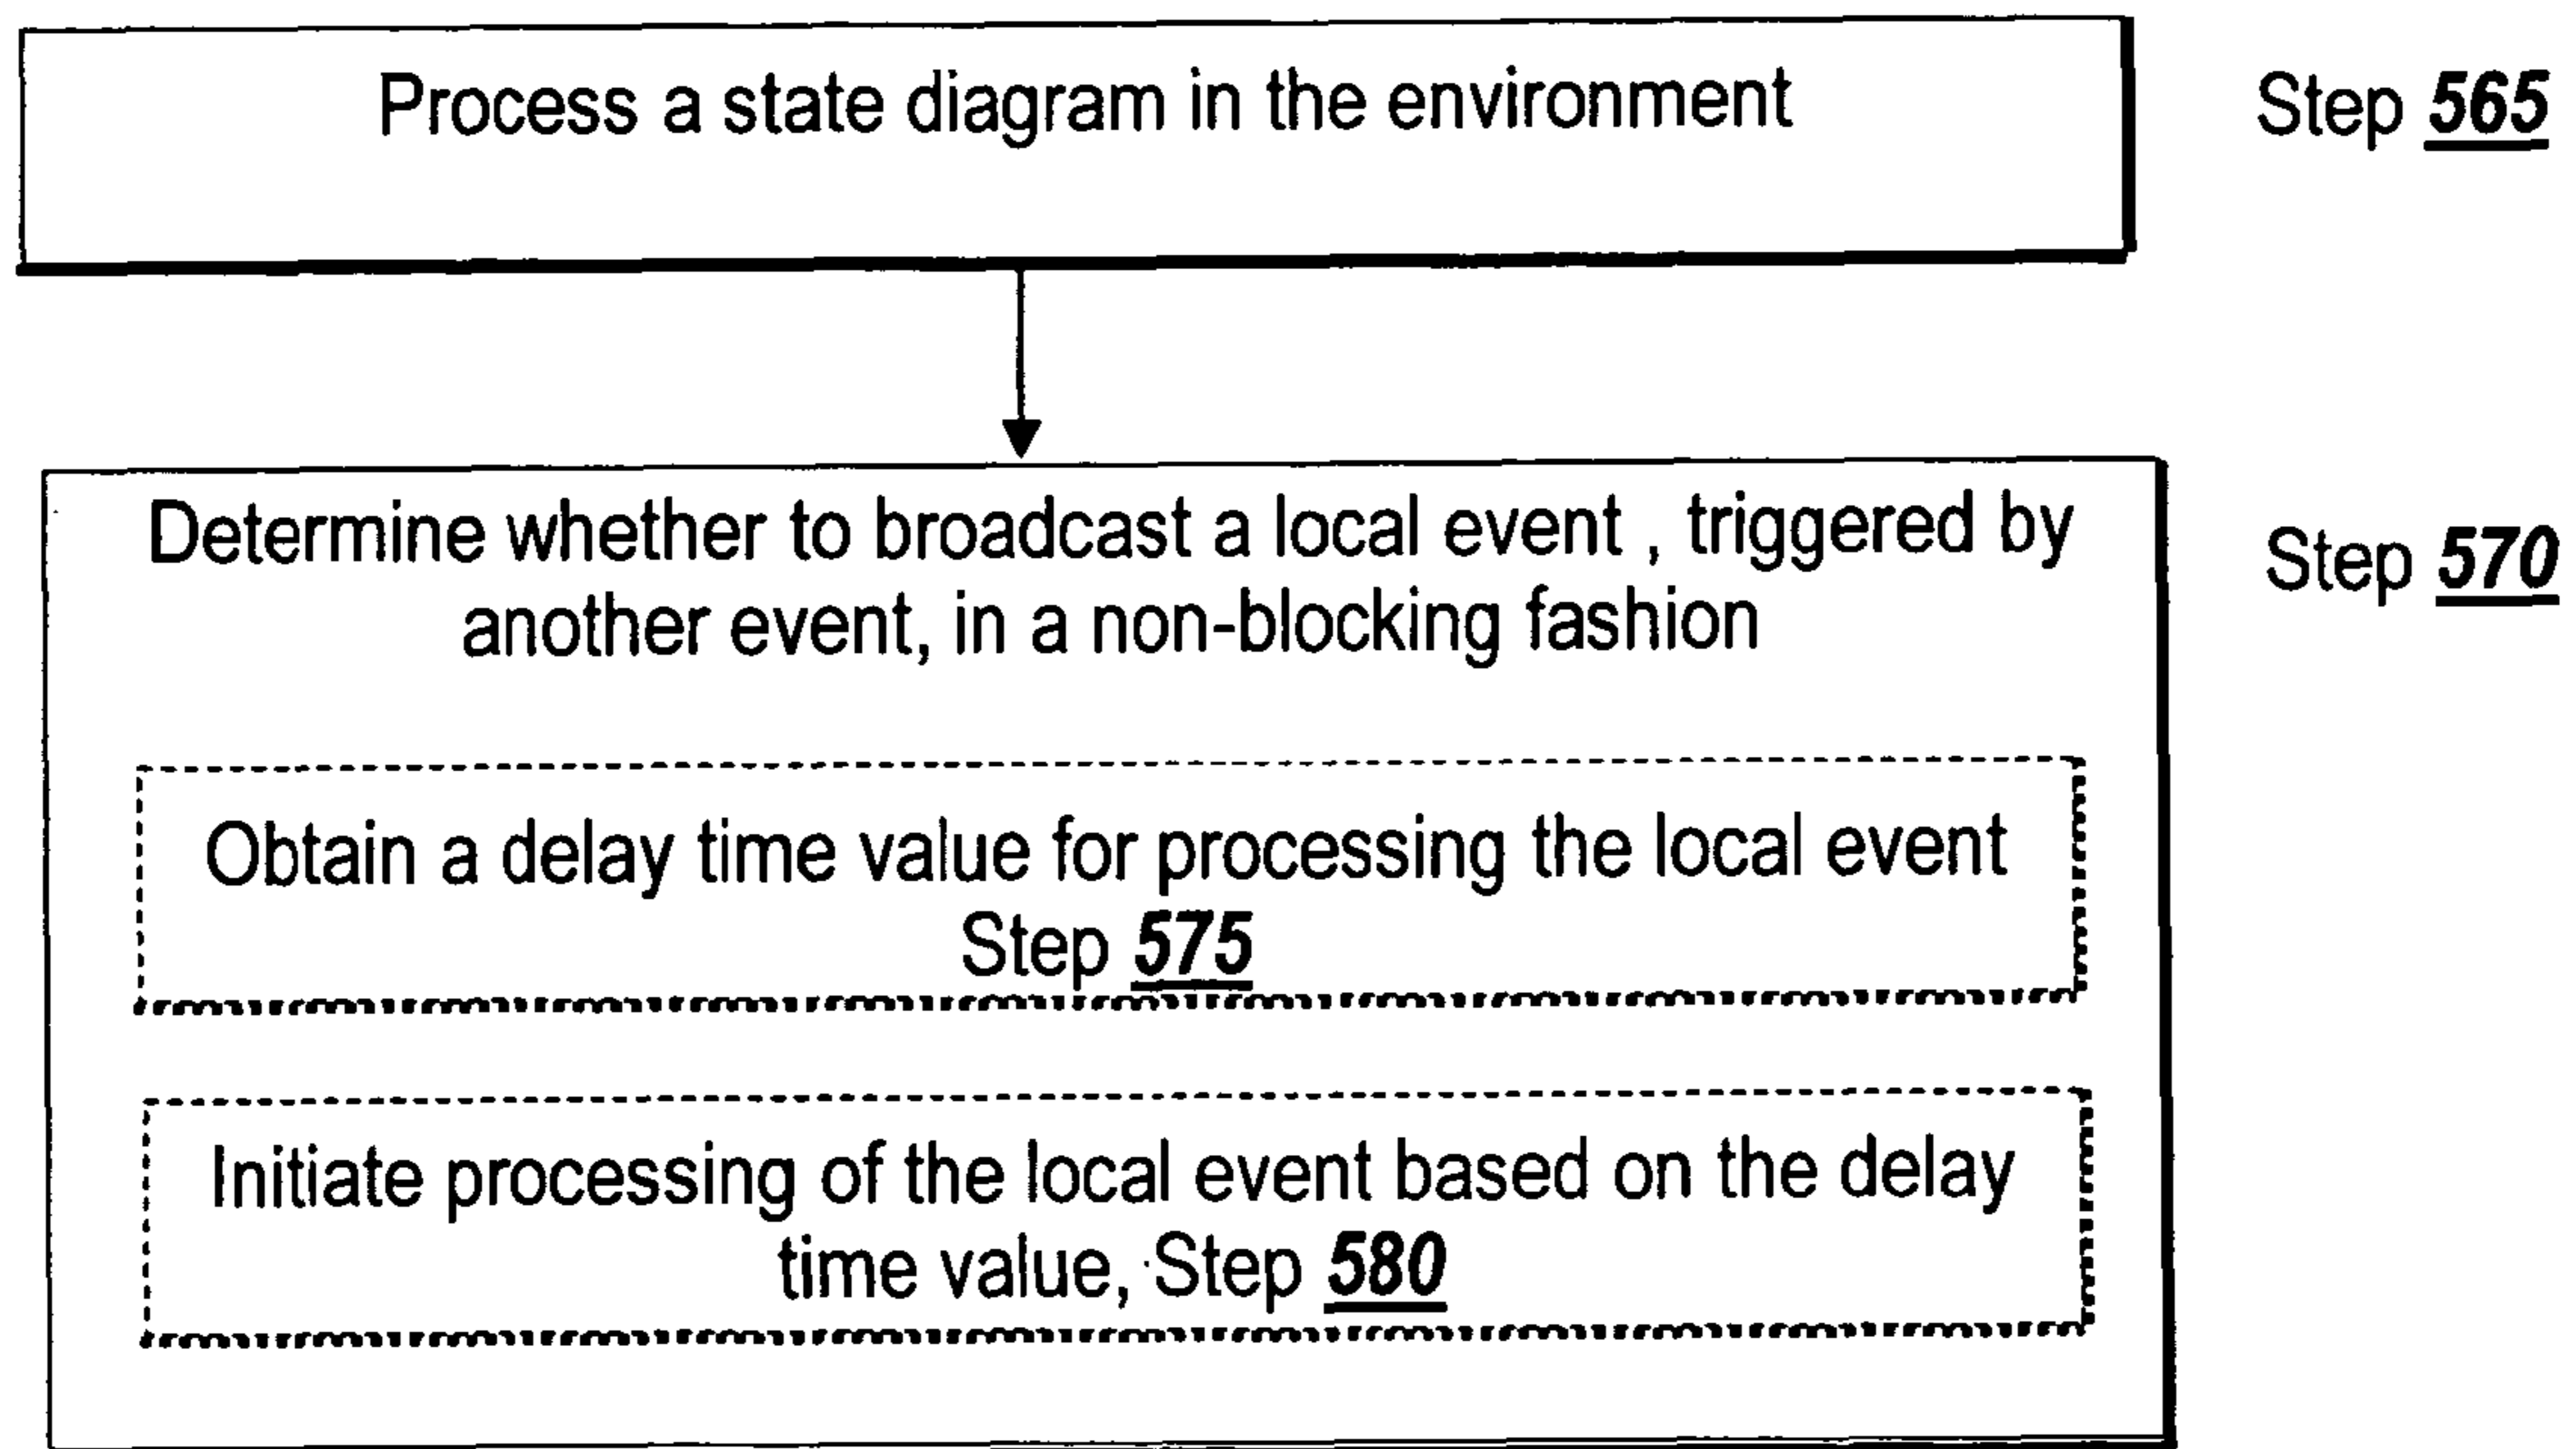 Process a state diagram in the environment
Step 565
Determine whether to broadcast a local event , triggered by
another event, in a non-blocking fashion
Step 570
Obtain a delay time value for processing the local event
Step 575
Initiate processing of the local event based on the delay
time value, Step 580